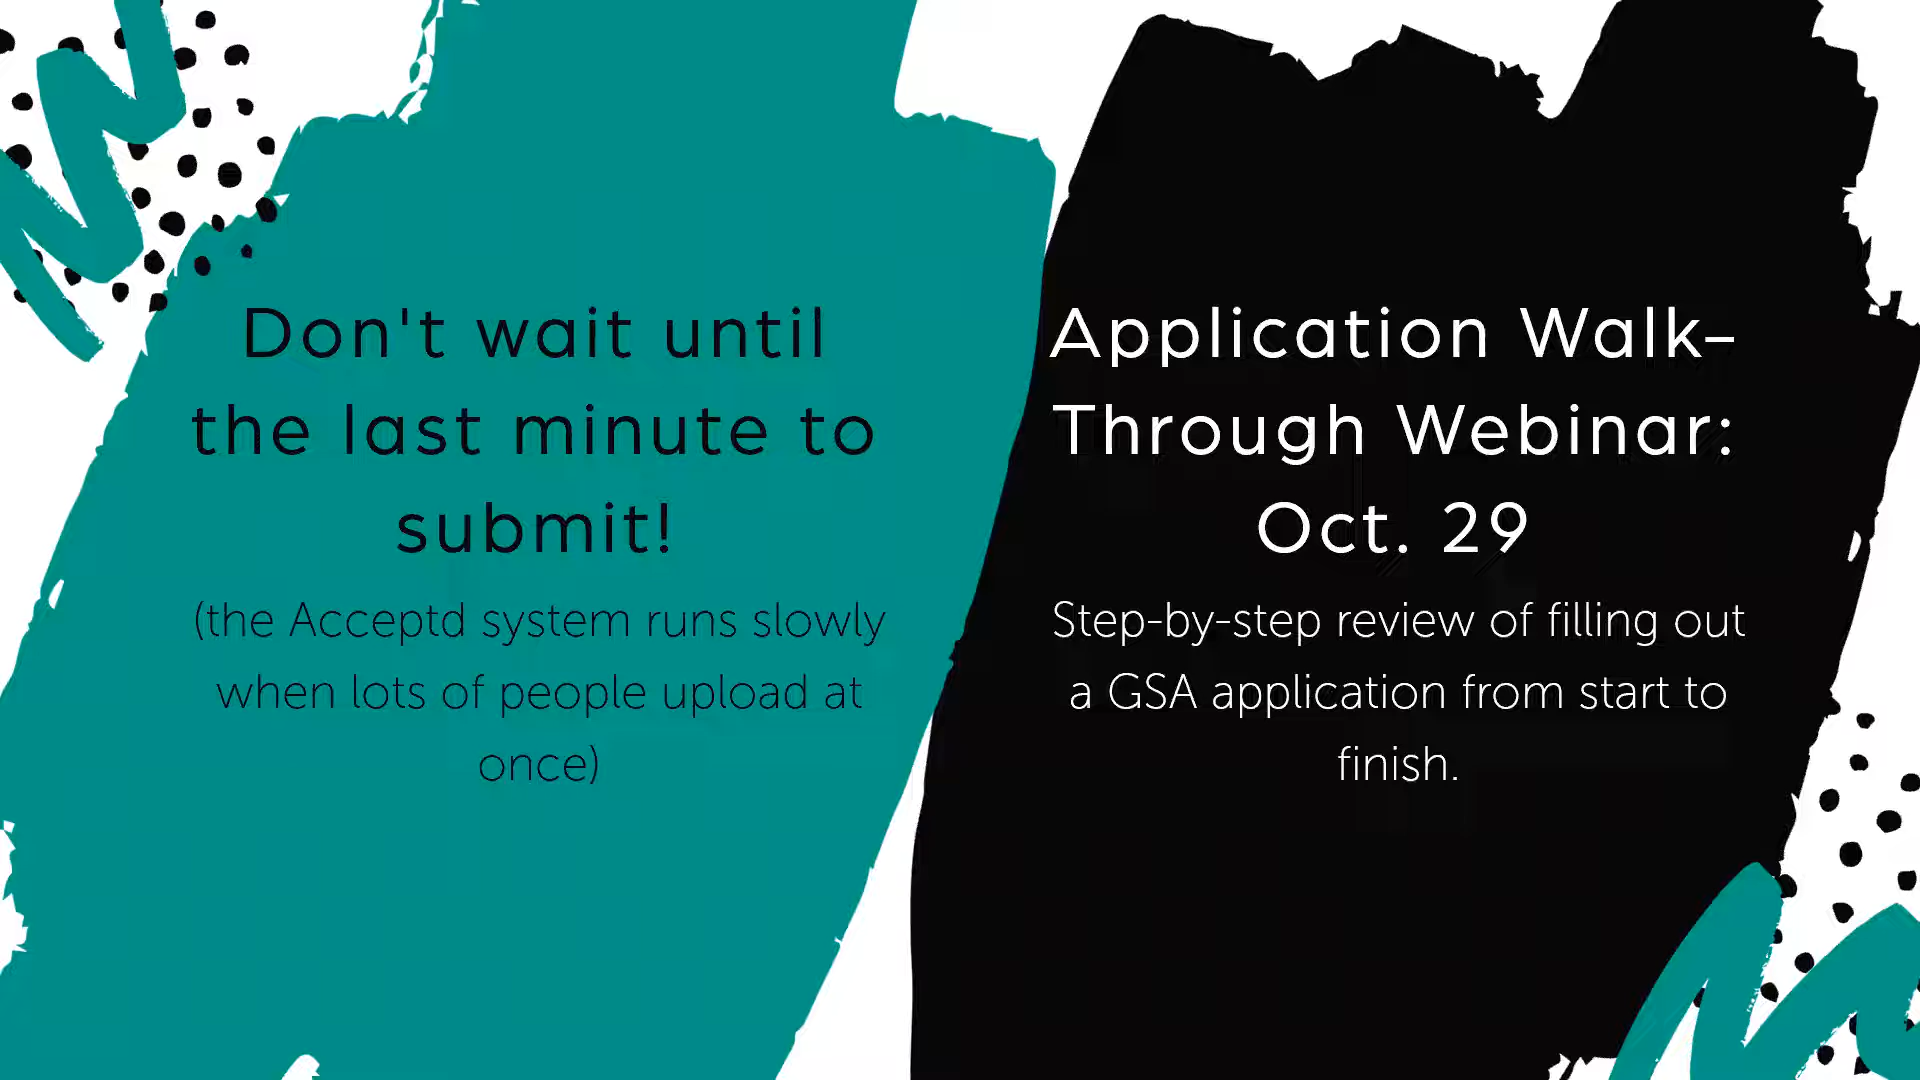 Don't wait until
the last minute to
submit!
(the Acceptd system runs slowly
when lots of people upload at
once)
Application Walk-
Through Webinar:
Oct. 29
Step-by-step review of filling out
a GSA application from start to
finish.